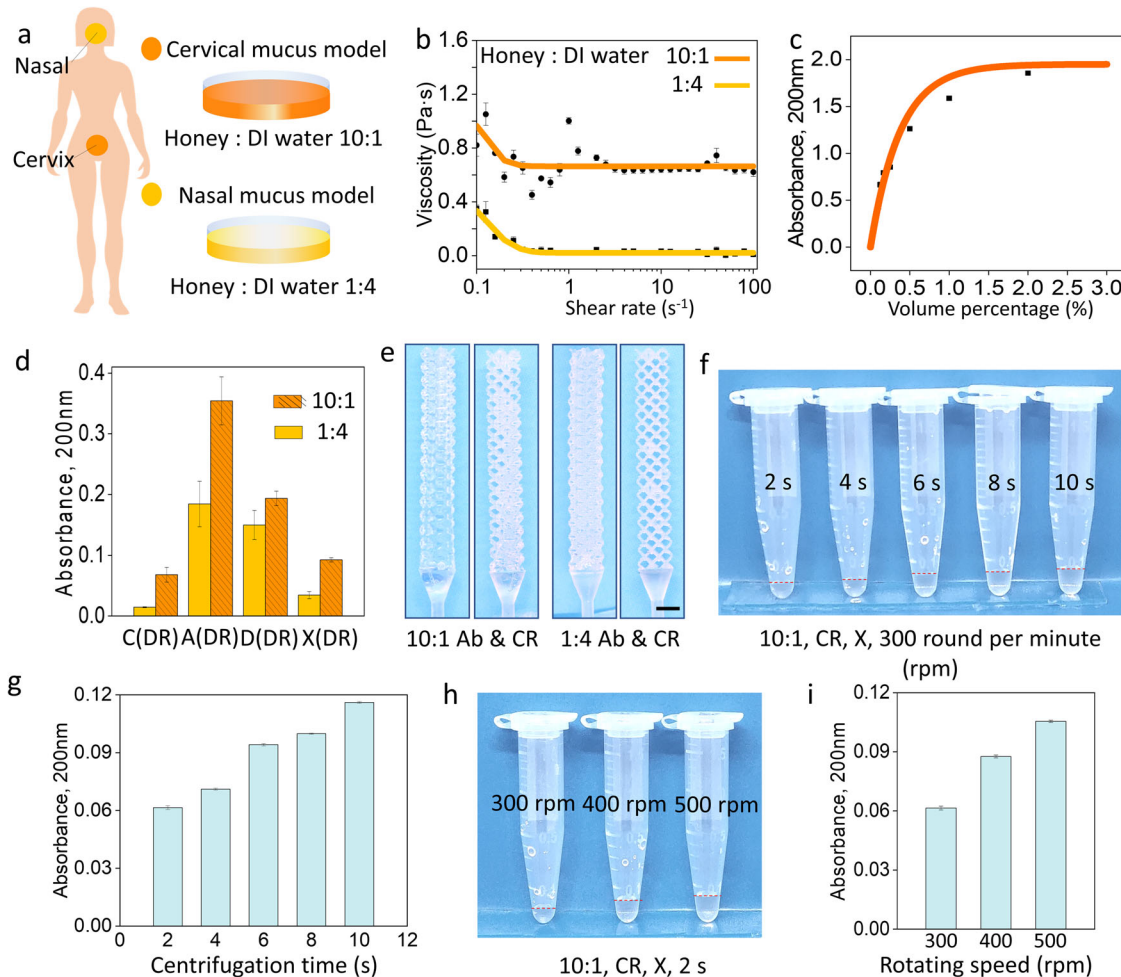 a
Nasal
Cervix
Cervical mucus model
Honey : DI water 10:1
Nasal mucus model
Honey : DI water 1:4
b
Honey : DI water 10:1
1:4
Viscosity (Pa·s)
1.6
1.2
0.8
0.4
0.0
0.1 1 10 100
Shear rate (s⁻¹)
c
Absorbance, 200nm
2.0
1.5
1.0
0.5
0.0
0.0 0.5 1.0 1.5 2.0 2.5 3.0
Volume percentage (%)
d
Absorbance, 200nm
0.4
0.3
0.2
0.1
0.0
10:1
1:4
C(DR) A(DR) D(DR) X(DR)
e
10:1 Ab & CR 1:4 Ab & CR
f
2 s 4 s 6 s 8 s 10 s
10:1, CR, X, 300 round per minute
(rpm)
g
Absorbance, 200nm
0.12
0.09
0.06
0.03
0.00
0 2 4 6 8 10 12
Centrifugation time (s)
h
300 rpm 400 rpm 500 rpm
10:1, CR, X, 2 s
i
Absorbance, 200nm
0.12
0.09
0.06
0.03
0.00
300 400 500
Rotating speed (rpm)